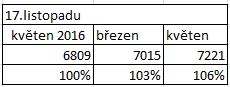 17.listopadu
květen 2016 březen květen
6809 7015 7221
100% 103% 106%